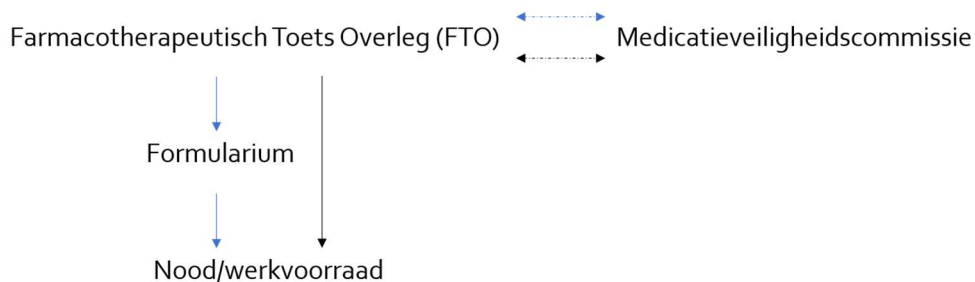 Farmacotherapeutisch Toets Overleg (FTO) Medicatieveiligheidscommissie
Formularium
Nood/werkvoorraad